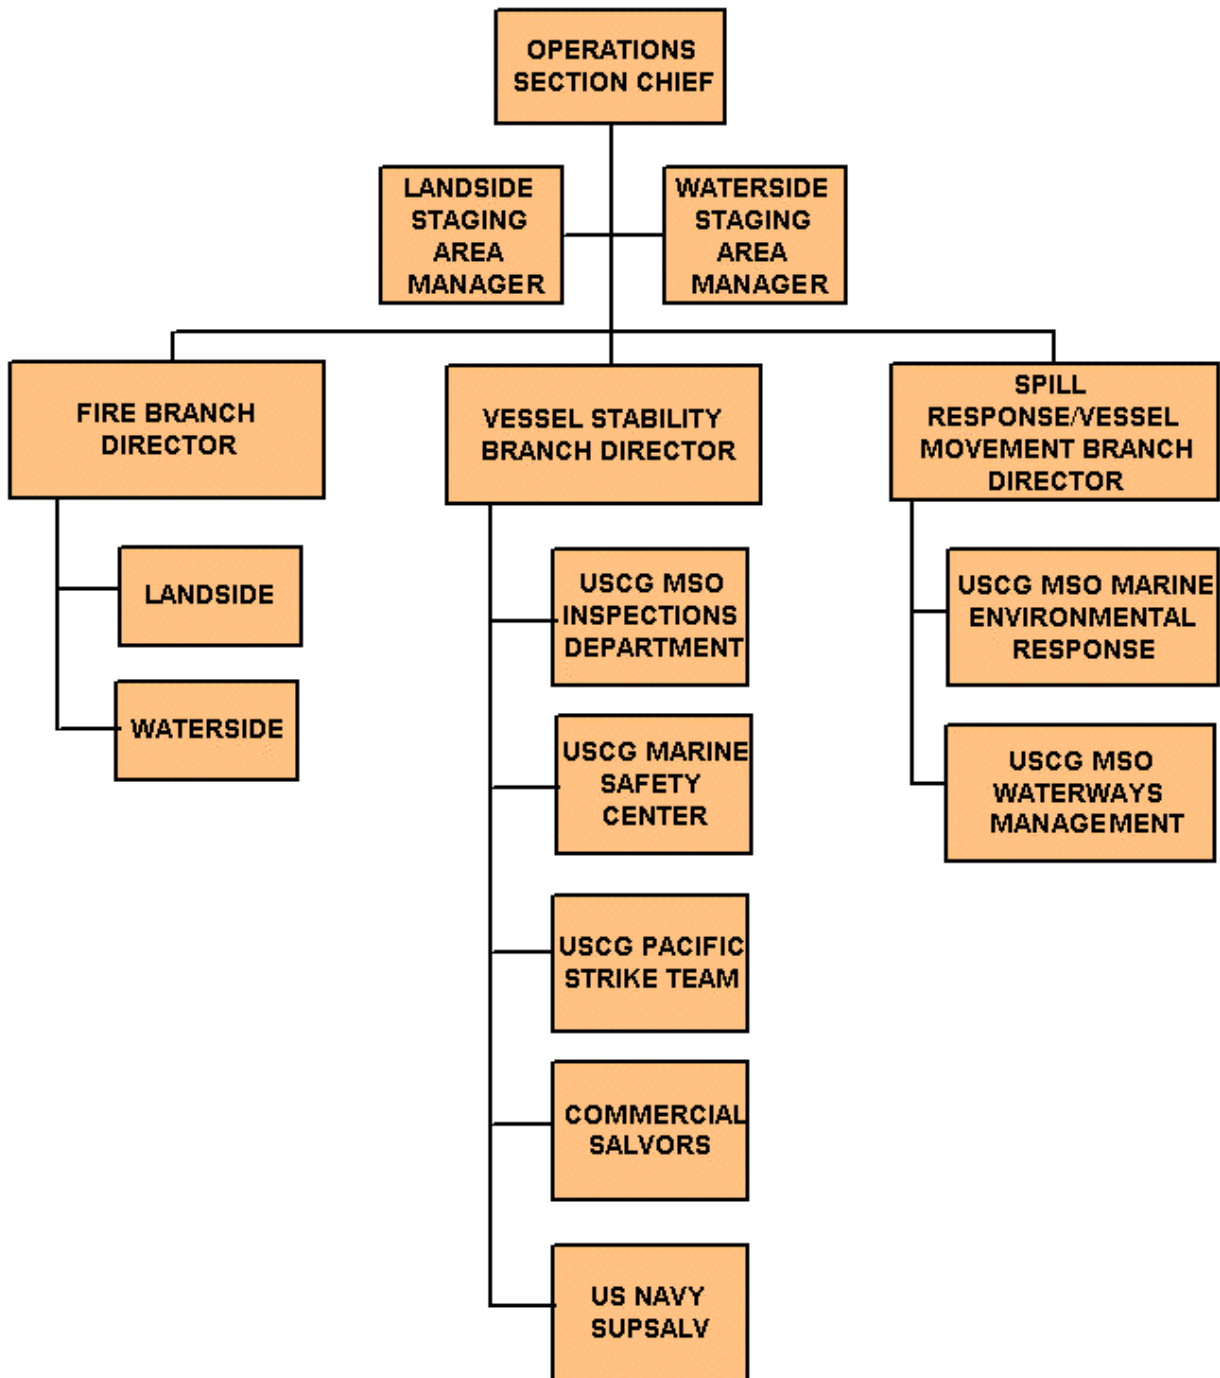 OPERATIONS
SECTION CHIEF
LANDSIDE
STAGING
AREA
MANAGER
WATERSIDE
STAGING
AREA
MANAGER
FIRE BRANCH
DIRECTOR
VESSEL STABILITY
BRANCH DIRECTOR
SPILL
RESPONSE/VESSEL
MOVEMENT BRANCH
DIRECTOR
LANDSIDE
WATERSIDE
USCG MSO
INSPECTIONS
DEPARTMENT
USCG MARINE
SAFETY
CENTER
USCG PACIFIC
STRIKE TEAM
COMMERCIAL
SALVORS
US NAVY
SUPSALV
USCG MSO MARINE
ENVIRONMENTAL
RESPONSE
USCG MSO
WATERWAYS
MANAGEMENT